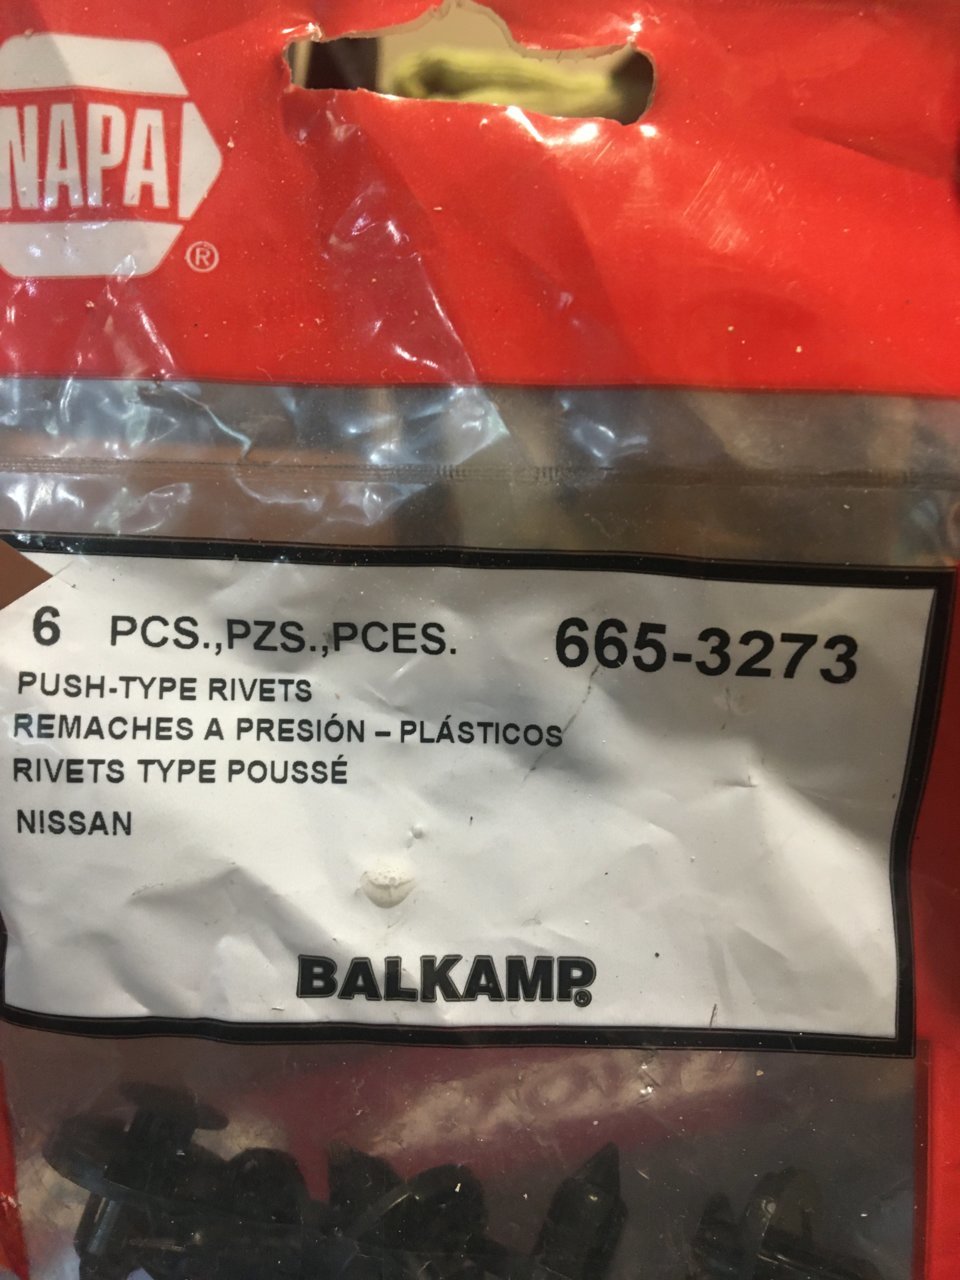 NAPA
®
6 PCS.,PZS.,PCES. 665-3273
PUSH-TYPE RIVETS
REMACHES A PRESIÓN – PLÁSTICOS
RIVETS TYPE POUSSÉ
NISSAN
BALKAMP®